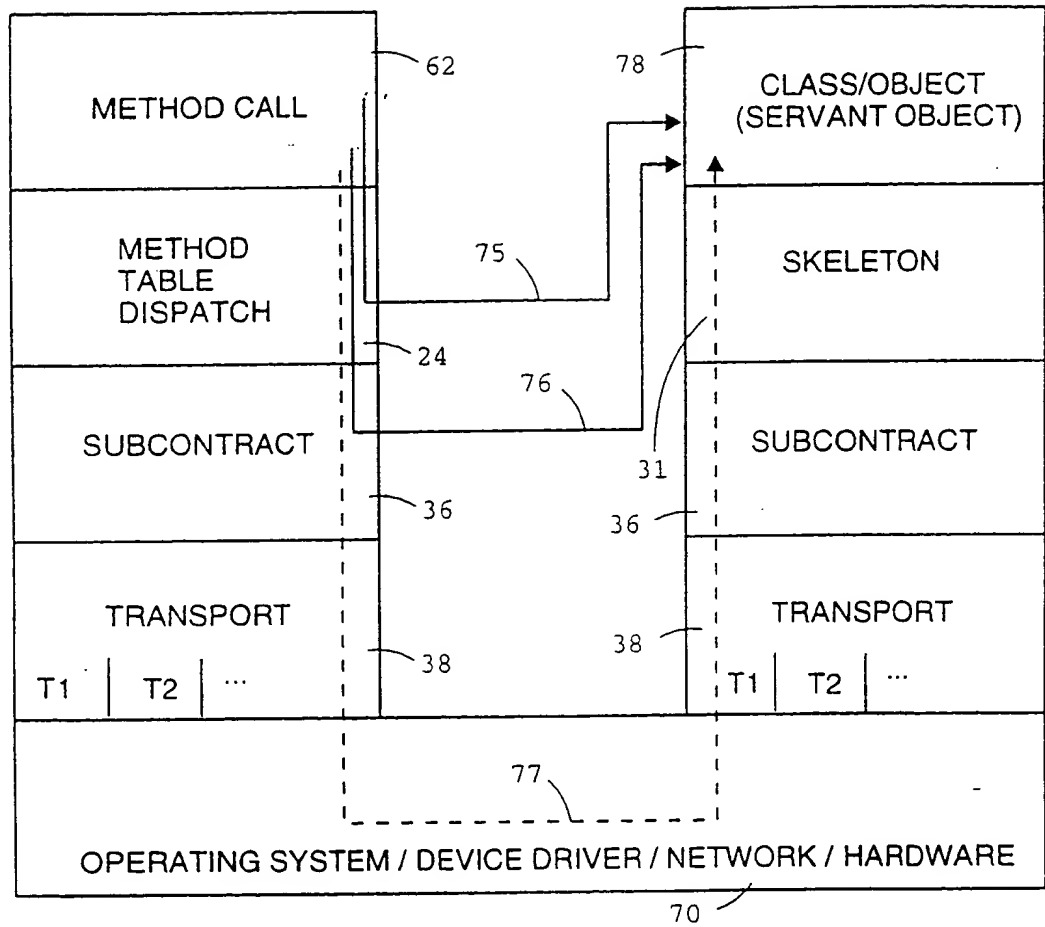 62
METHOD CALL
METHOD
TABLE
DISPATCH
24
SUBCONTRACT
36
TRANSPORT
38
T1 T2 ...
75
76
78
CLASS/OBJECT
(SERVANT OBJECT)
SKELETON
31
SUBCONTRACT
36
TRANSPORT
38
T1 T2 ...
77
OPERATING SYSTEM / DEVICE DRIVER / NETWORK / HARDWARE
70